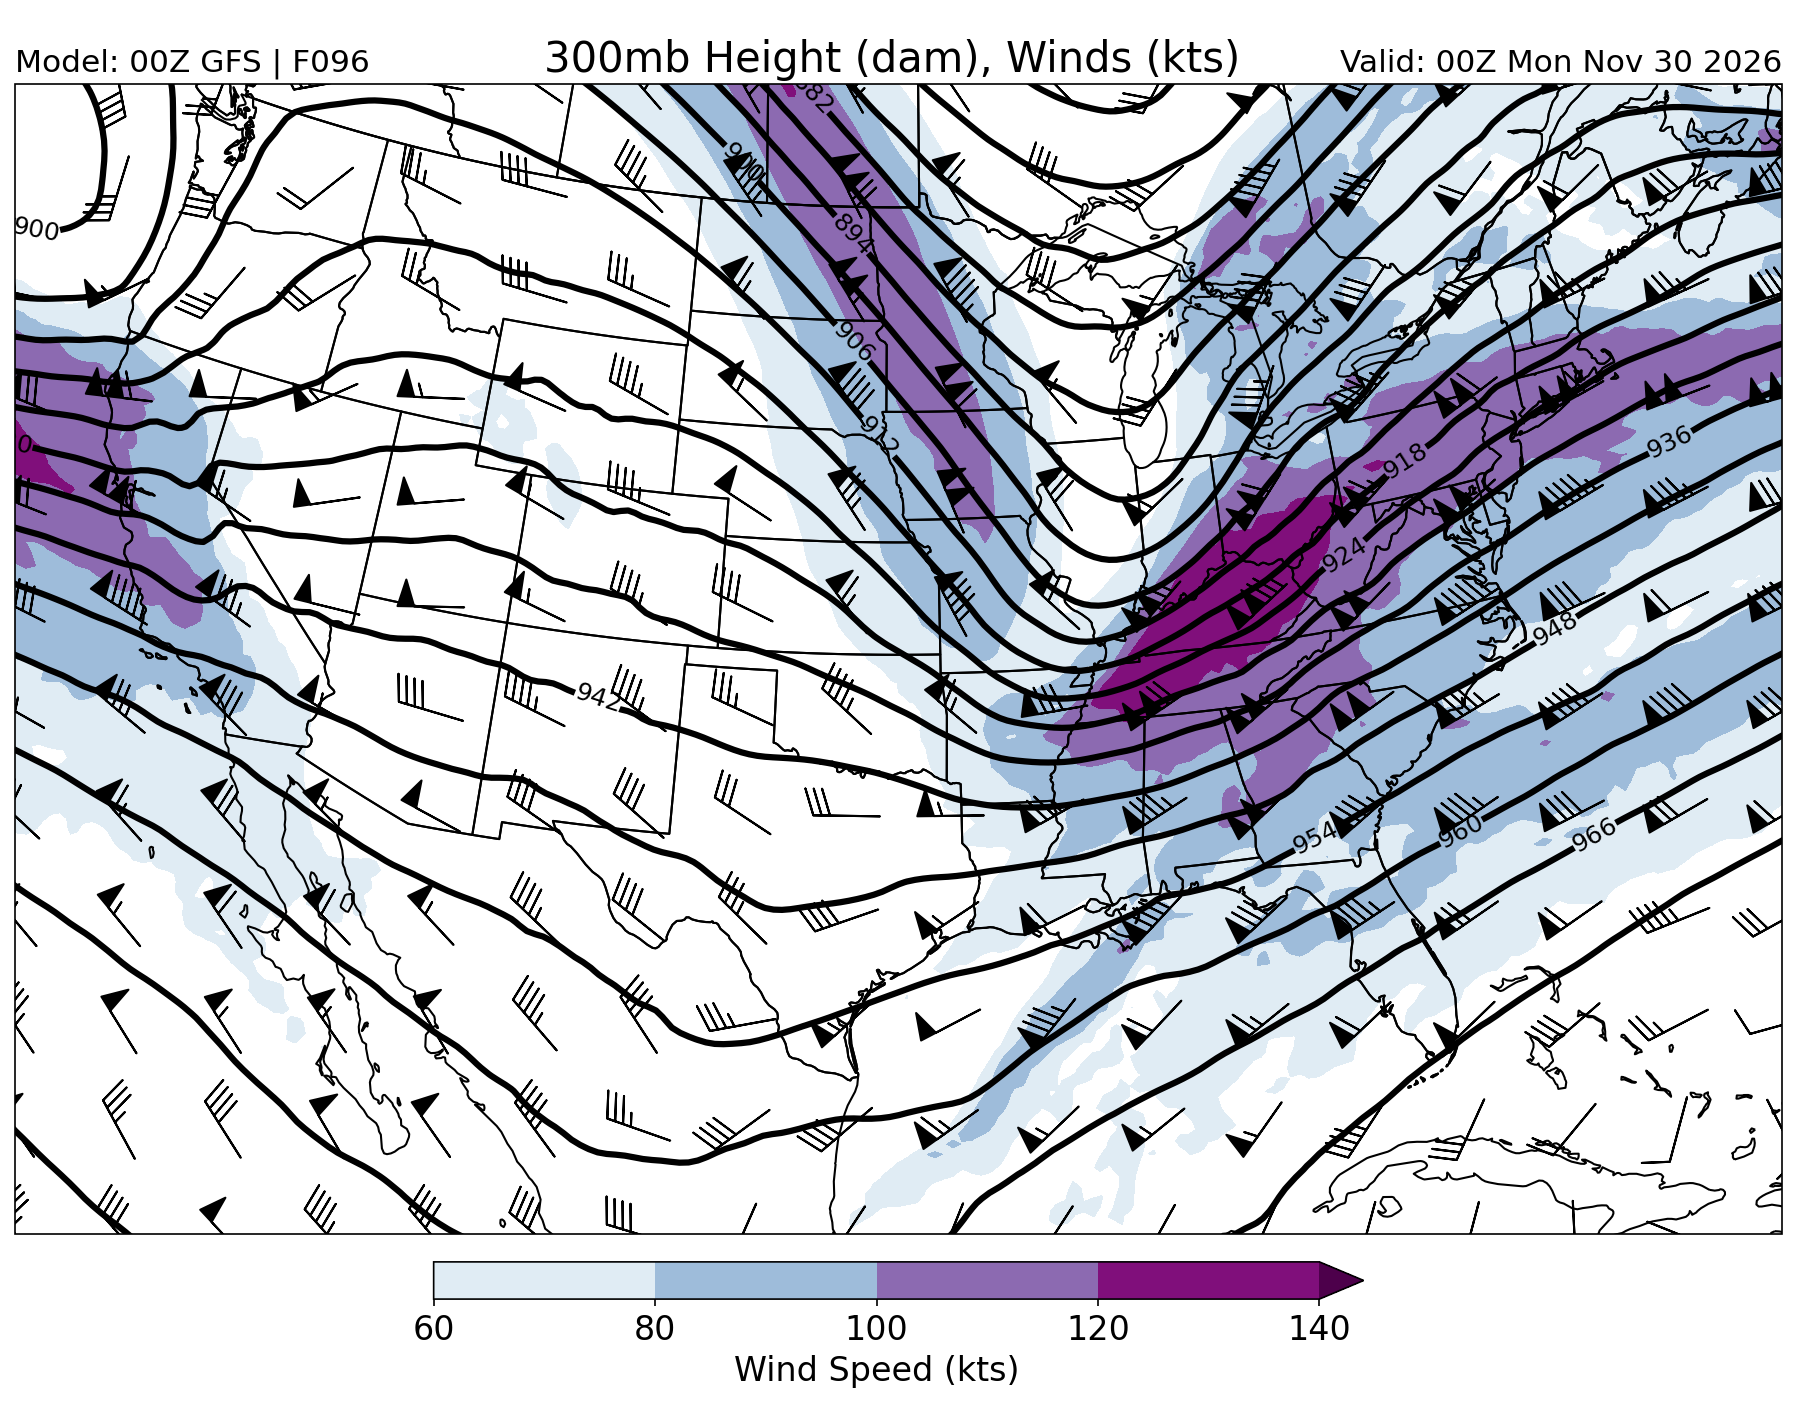 Model: 00Z GFS | F096
300mb Height (dam), Winds (kts)
Valid: 00Z Mon Nov 30 2026
882
900
894
900
906
912
918
936
924
948
942
954
960
966
60 80 100 120 140
Wind Speed (kts)